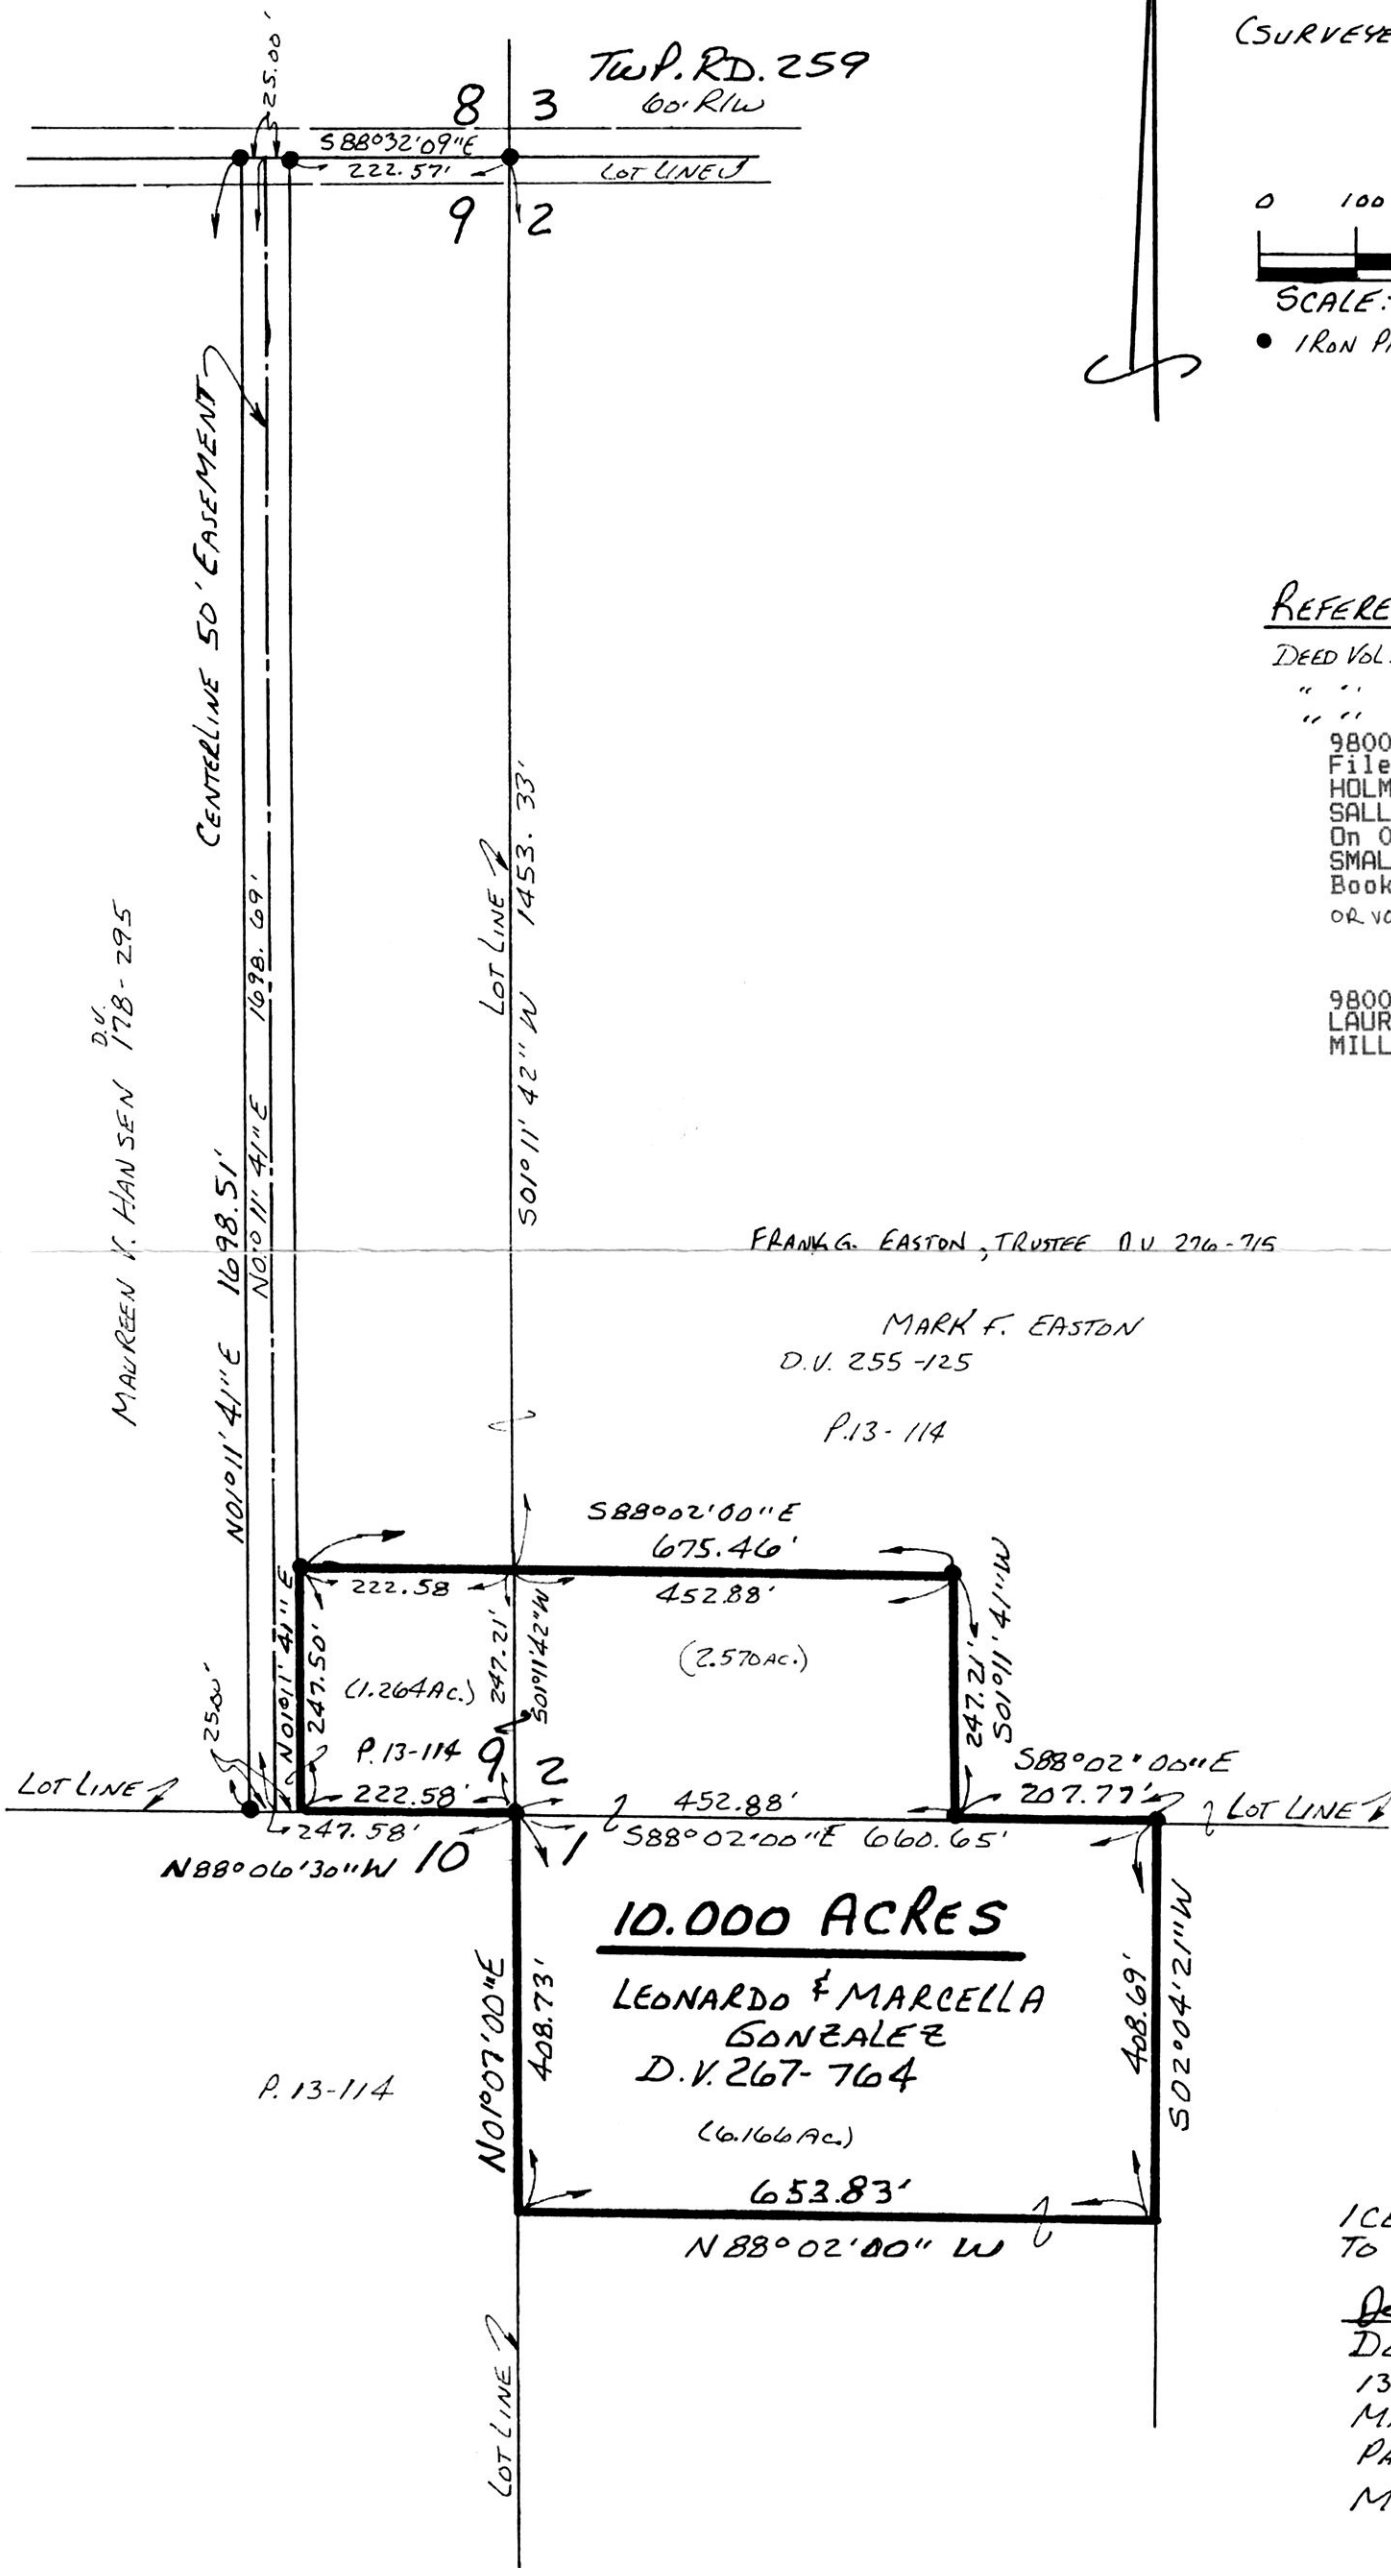 (SURVEYE
TWP. RD. 259
60' R/W
25.00'
8 3
S88°32'09"E
222.57'
LOT LINE
9 2
0 100
SCALE:
● IRON P
CENTERLINE 50' EASEMENT
REFERE
DEED VOL.
" "
" "
9800
File
HOLM
SALL
On O
SMAL
Book
OR VO
9800
LAUR
MILL
LOT LINE
S01°11'42"W 1453.33'
N01°11'41"E 1698.69'
N01°11'41"E 1698.51'
MAUREEN V. HANSEN D.V. 178-295
FRANK G. EASTON, TRUSTEE D.V 276-715
MARK F. EASTON
D.V. 255-125
P.13-114
S88°02'00"E
675.46'
222.58
452.88'
N01°11'41"E
247.50'
(1.264Ac.)
247.21'
S01°11'42"W
(2.570AC.)
247.21'
S01°11'41"W
25.00'
P. 13-114
9 2
S88°02'00"E
207.77'
LOT LINE
222.58'
452.88'
LOT LINE
247.58'
S88°02'00"E 660.65'
N88°06'30"W
10 1
10.000 ACRES
LEONARDO & MARCELLA
GONZALEZ
D.V. 267-764
(6.166Ac.)
N01°07'00"E
408.73'
408.69'
S02°04'21"W
P. 13-114
653.83'
N88°02'00" W
LOT LINE
I CE
TO
DO
13
MA
PA
M